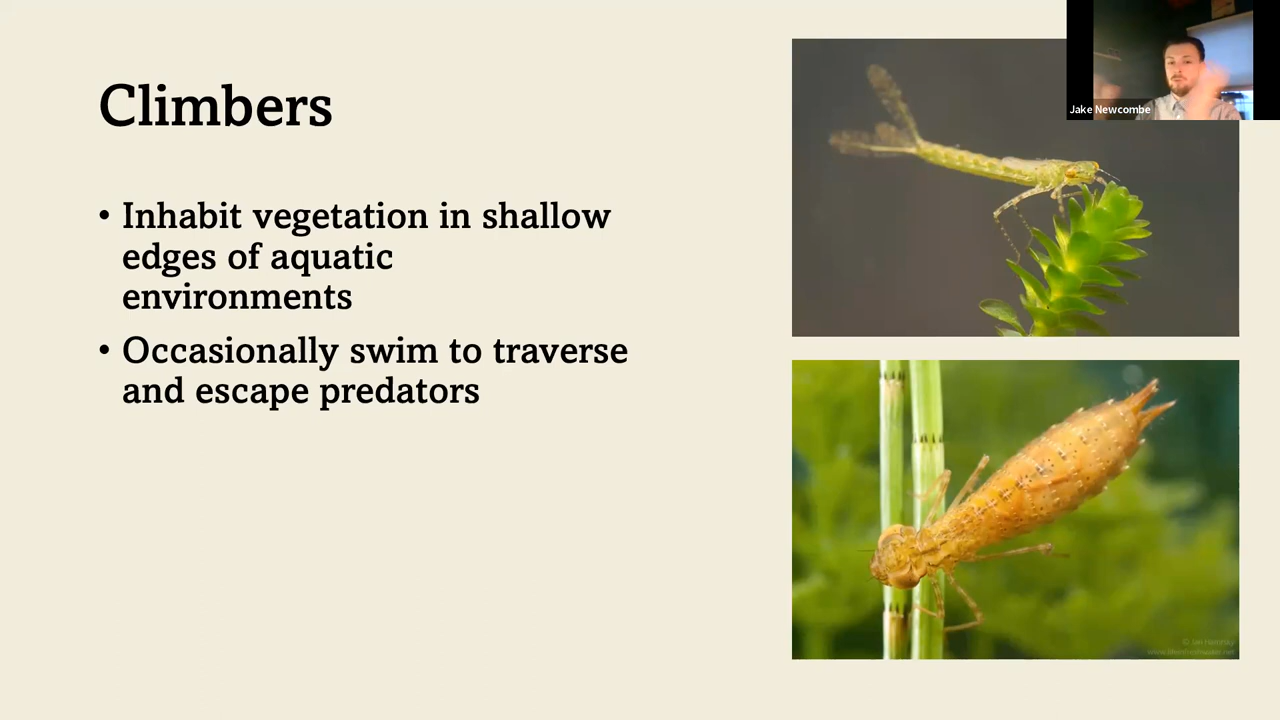 Climbers
• Inhabit vegetation in shallow
edges of aquatic
environments
• Occasionally swim to traverse
and escape predators
Jake Newcombe